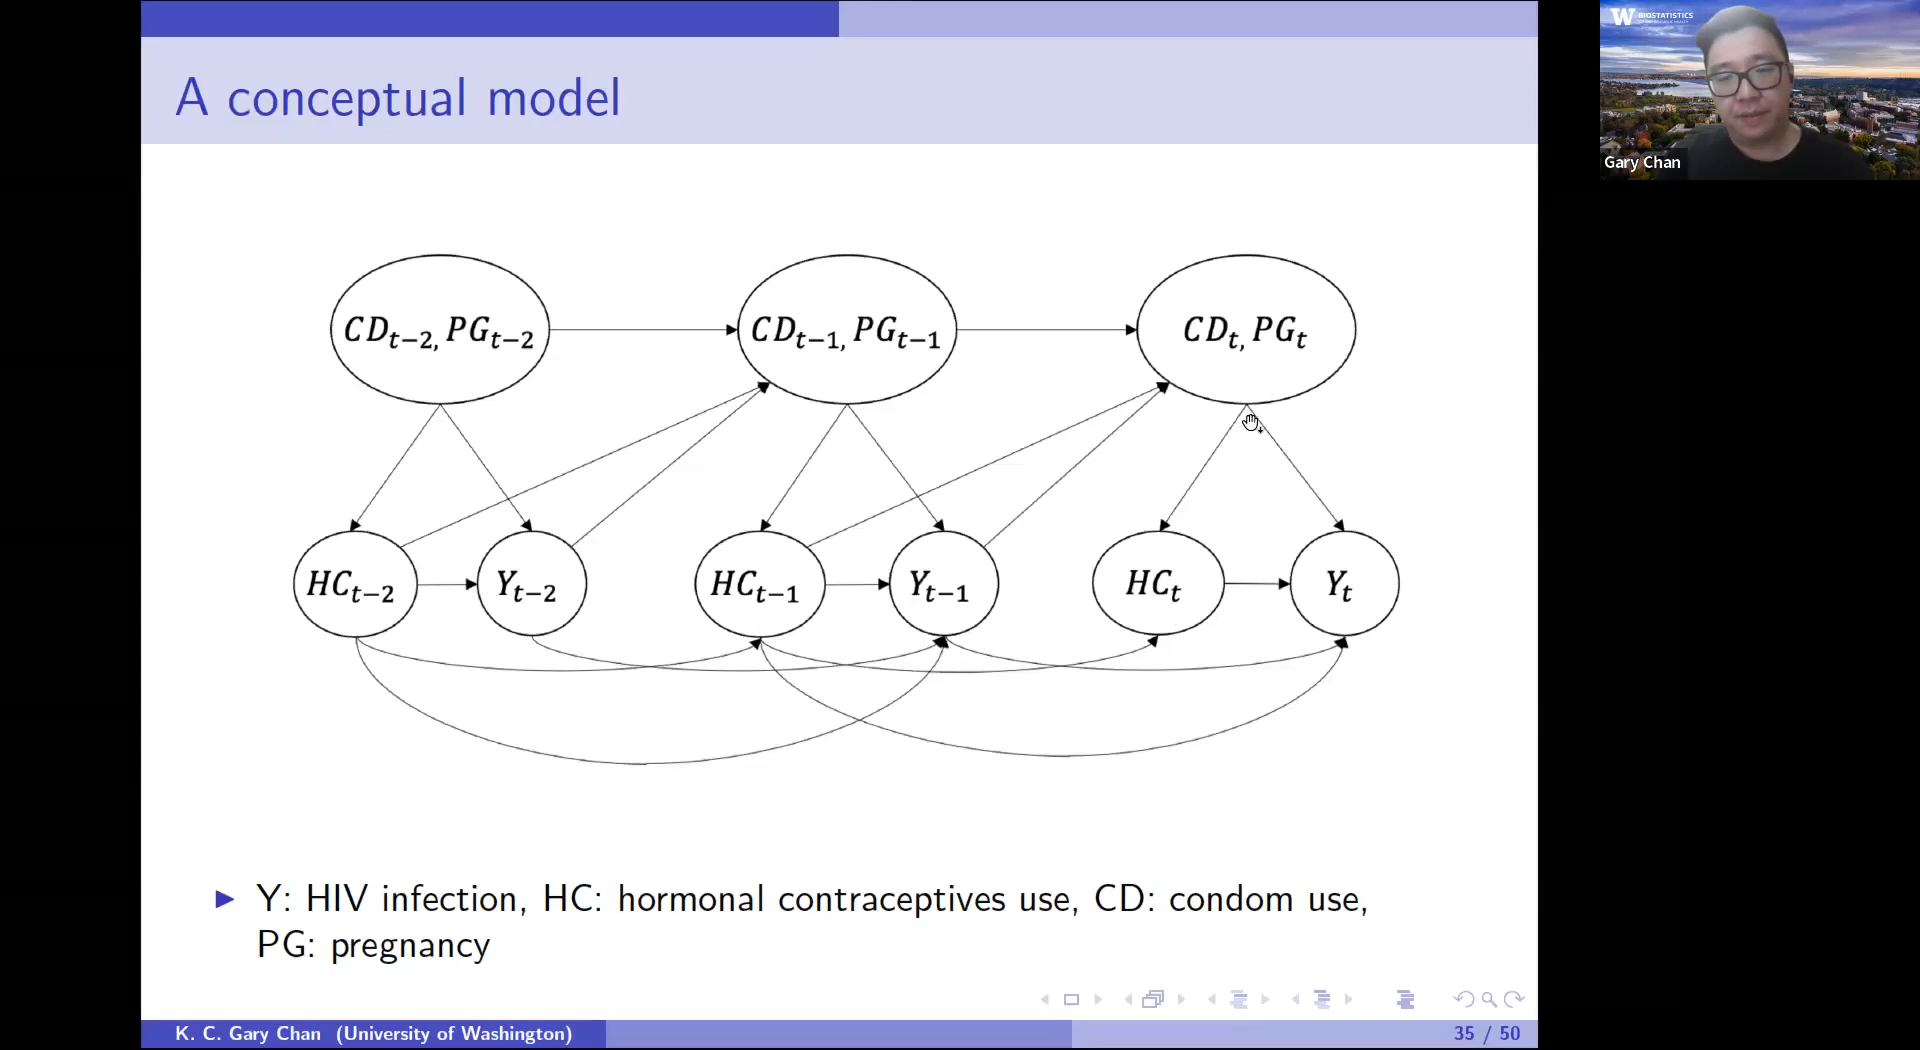 A conceptual model
CD_{t-2}, PG_{t-2}
CD_{t-1}, PG_{t-1}
CD_t, PG_t
HC_{t-2}
Y_{t-2}
HC_{t-1}
Y_{t-1}
HC_t
Y_t
Y: HIV infection, HC: hormonal contraceptives use, CD: condom use,
PG: pregnancy
K. C. Gary Chan (University of Washington)
35 / 50
W BIOSTATISTICS
Gary Chan